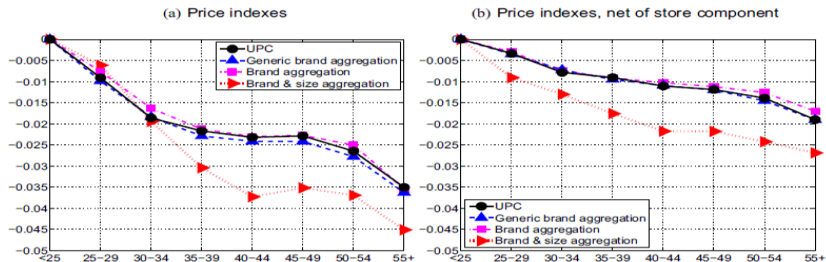 (a) Price indexes
0
−0.005
−0.01
−0.015
−0.02
−0.025
−0.03
−0.035
−0.04
−0.045
−0.05
<25 25−29 30−34 35−39 40−44 45−49 50−54 55+
UPC
Generic brand aggregation
Brand aggregation
Brand & size aggregation
(b) Price indexes, net of store component
0
−0.005
−0.01
−0.015
−0.02
−0.025
−0.03
−0.035
−0.04
−0.045
−0.05
<25 25−29 30−34 35−39 40−44 45−49 50−54 55+
UPC
Generic brand aggregation
Brand aggregation
Brand & size aggregation